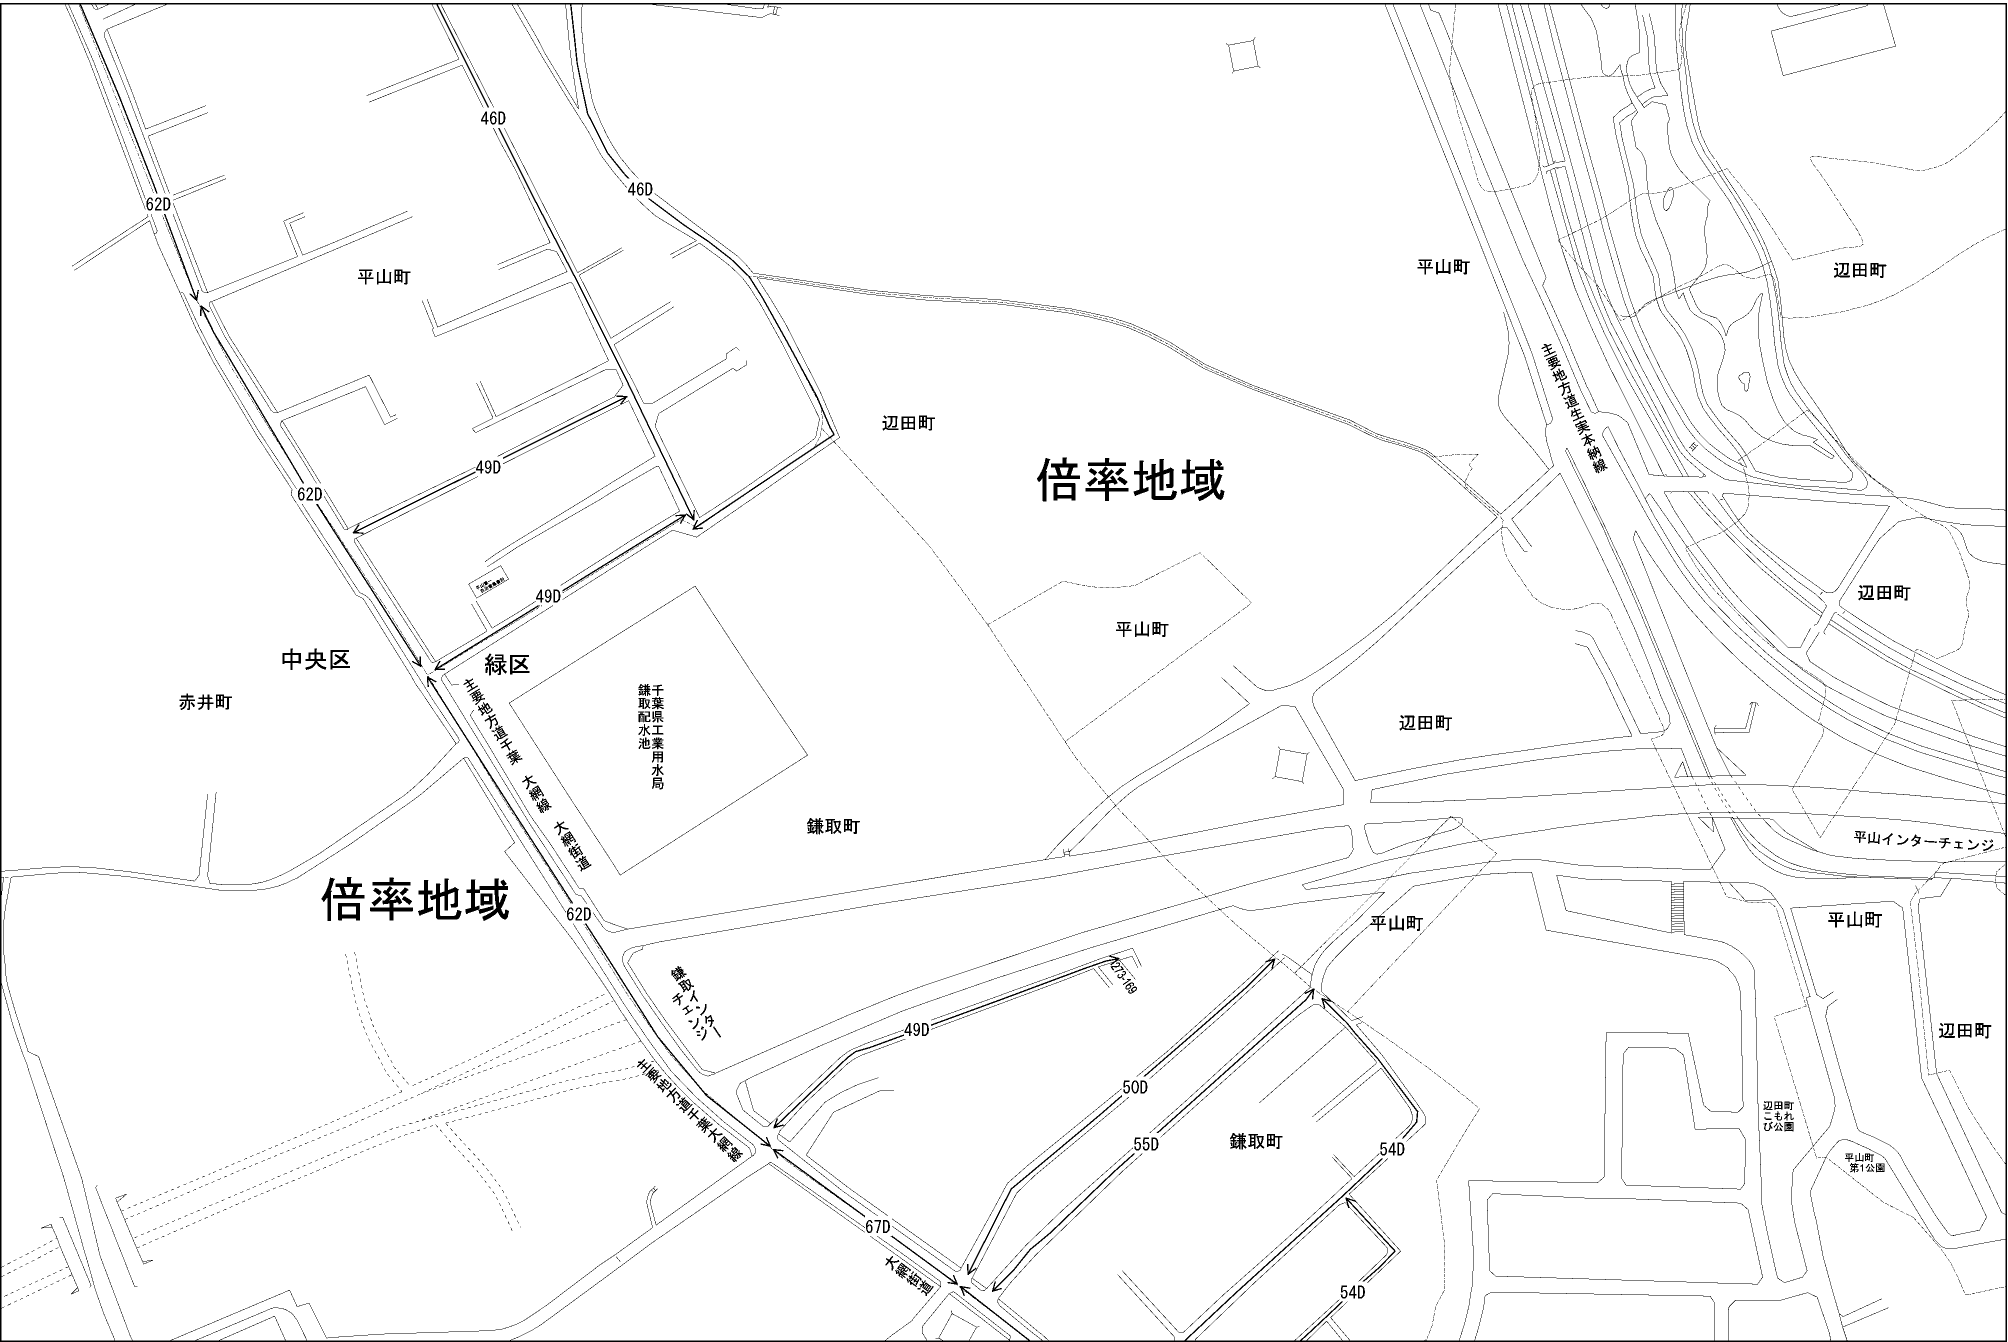 46D
62D
46D
平山町
平山町
辺田町
主要地方道生実本納線
辺田町
49D
倍率地域
62D
49D
辺田町
平山町
中央区
緑区
赤井町
千葉県工業用水局
鎌取配水池
主要地方道千葉 大網線 大網街道
辺田町
鎌取町
平山インターチェンジ
倍率地域
62D
平山町
平山町
鎌取インター
チェンジ
273-169
49D
辺田町
主要地方道千葉大網線
50D
辺田町
こもれ
び公園
55D
鎌取町
54D
平山町
第1公園
67D
大網街道
54D